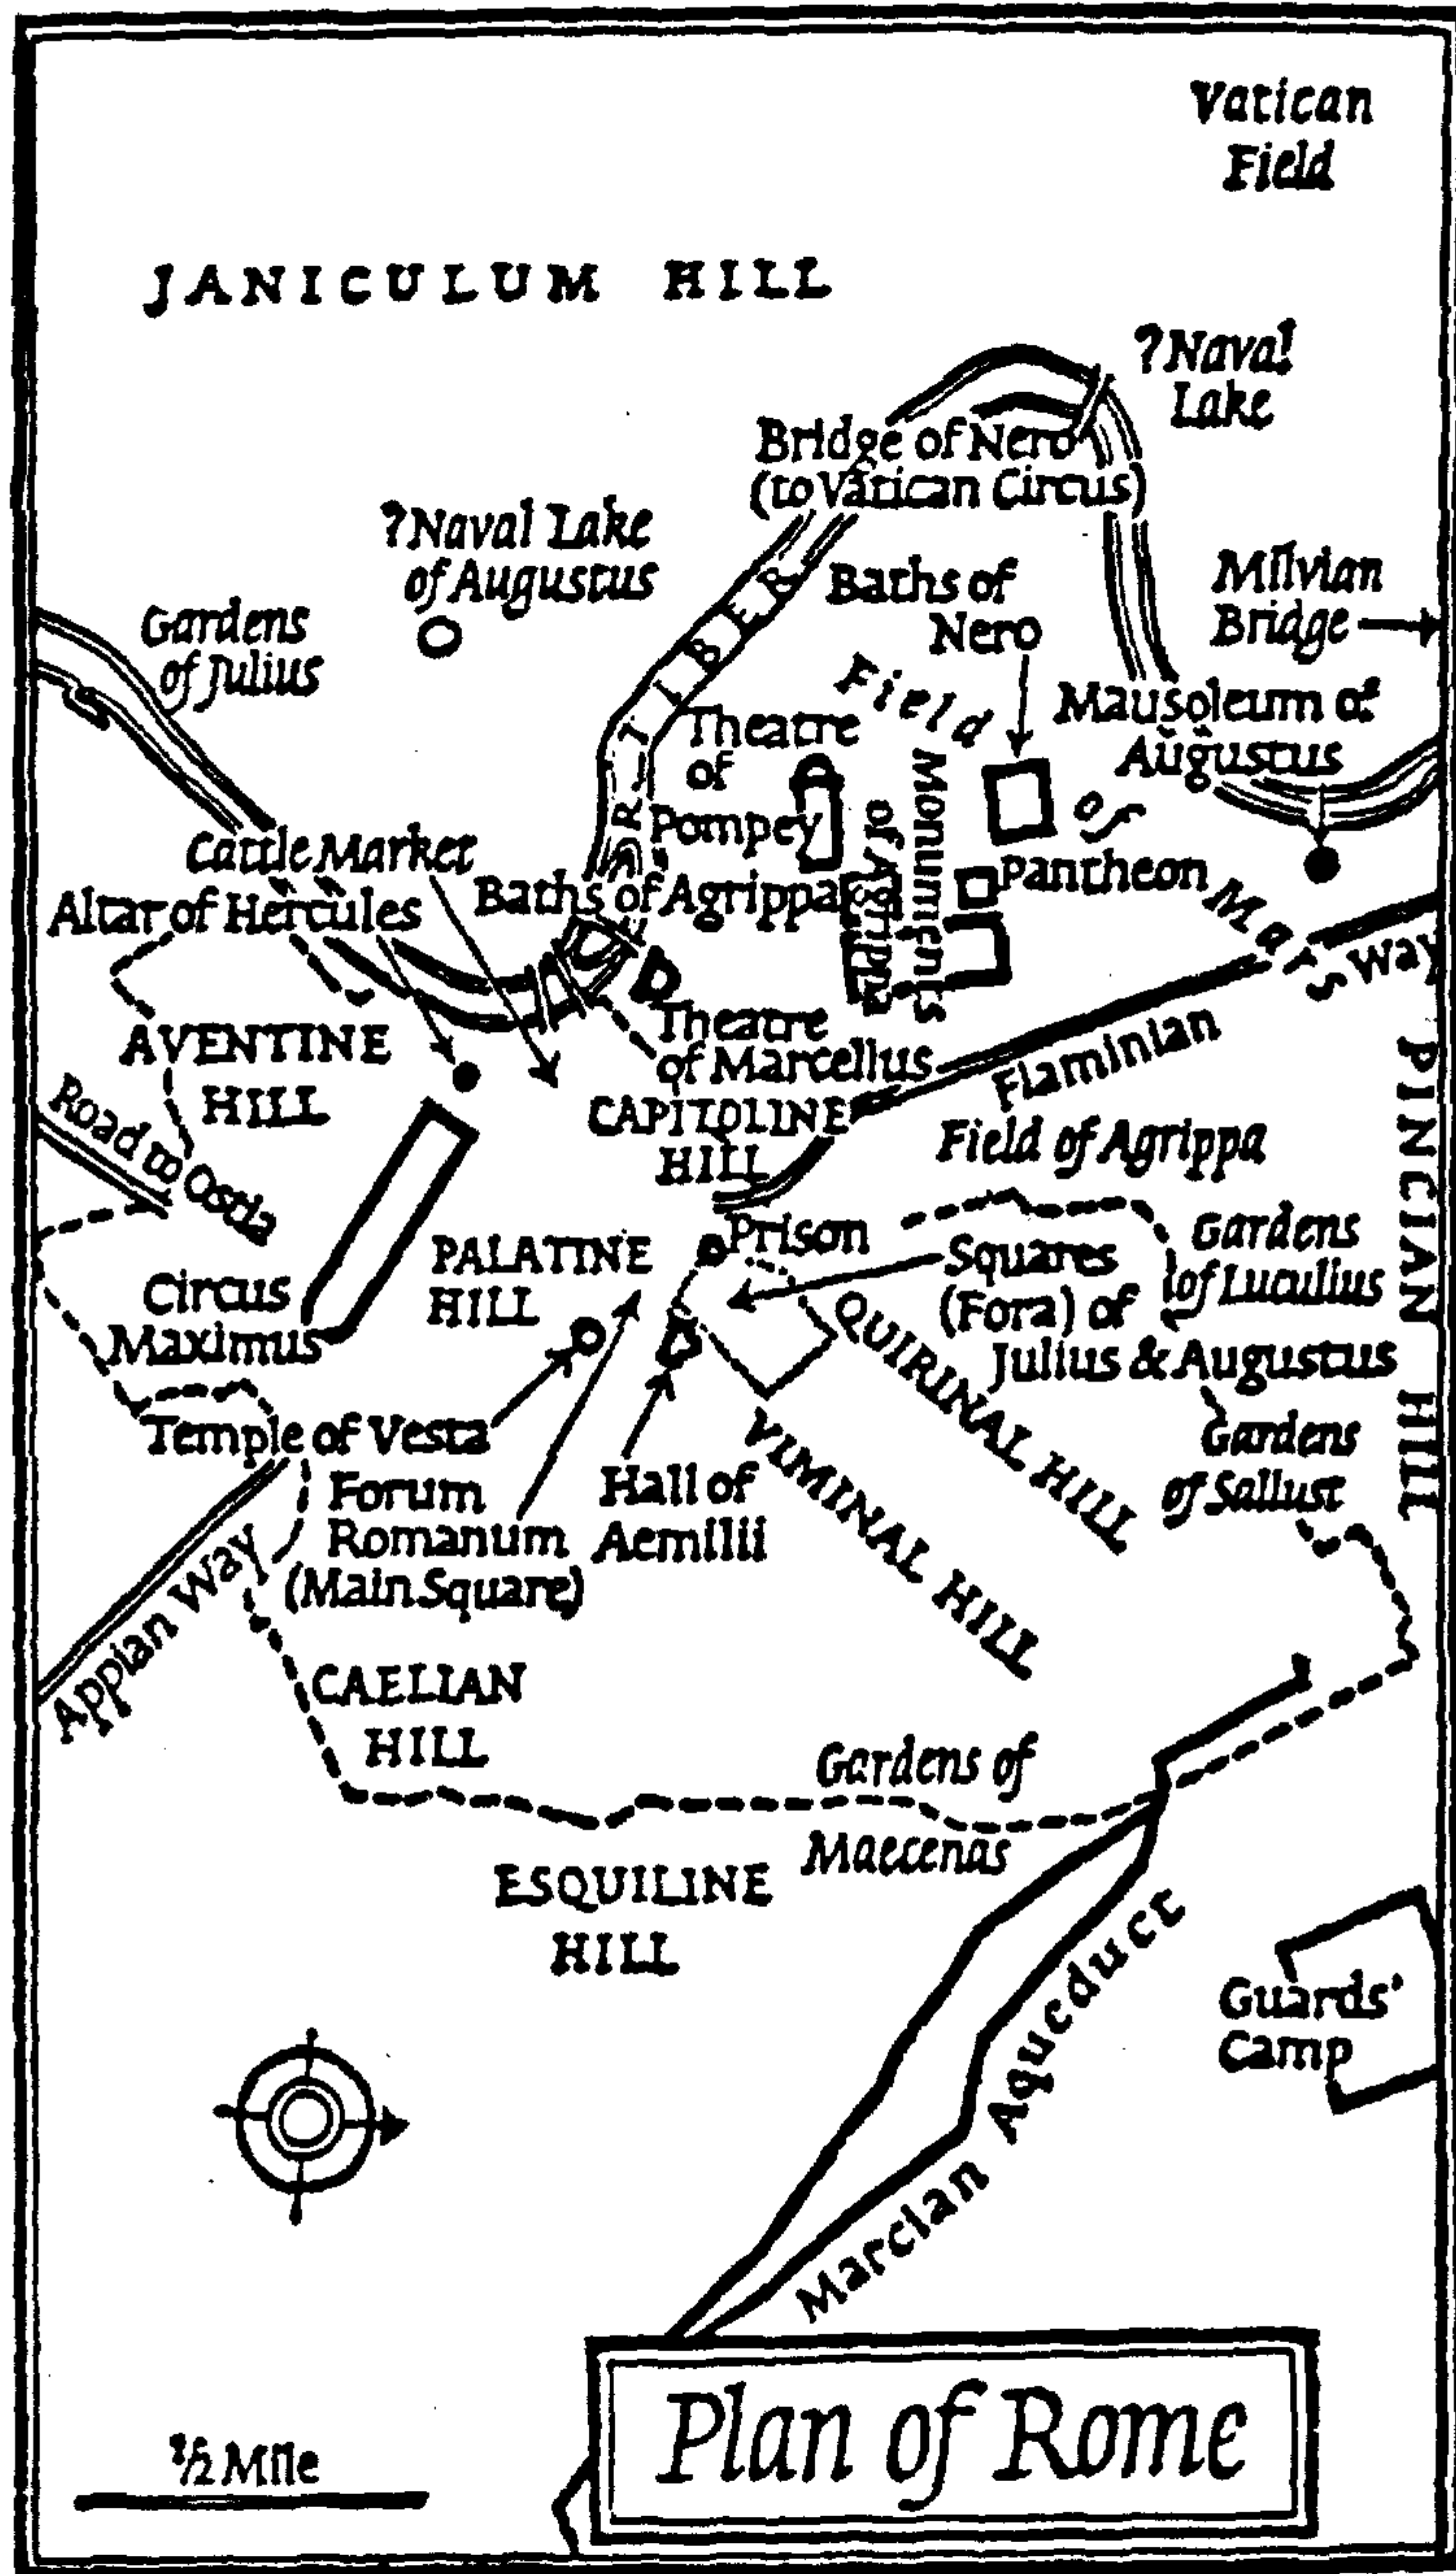 Vatican
Field
JANICULUM HILL
?Naval
Lake
Bridge of Nero
(to Vatican Circus)
?Naval Lake
of Augustus
Gardens
of Julius
RIVER TIBER
Baths of
Nero
Milvian
Bridge
Mausoleum of
Augustus
Field of Mars
Theatre
of
Pompey
Monuments
of Agrippa
Pantheon
Cattle Market
Altar of Hercules
Baths of Agrippa
Theatre
of Marcellus
Flaminian Way
AVENTINE
HILL
CAPITOLINE
HILL
Road to Ostia
Field of Agrippa
PINCIAN HILL
Prison
PALATINE
HILL
Squares
(Fora) of
Julius & Augustus
Gardens
of Lucullus
Circus
Maximus
QUIRINAL HILL
Temple of Vesta
Forum
Romanum
(Main Square)
Hall of
Aemilii
VIMINAL HILL
Gardens
of Sallust
Appian Way
CAELIAN
HILL
Gardens of
Maecenas
ESQUILINE
HILL
Marcian Aqueduct
Guards'
Camp
½ Mile
Plan of Rome